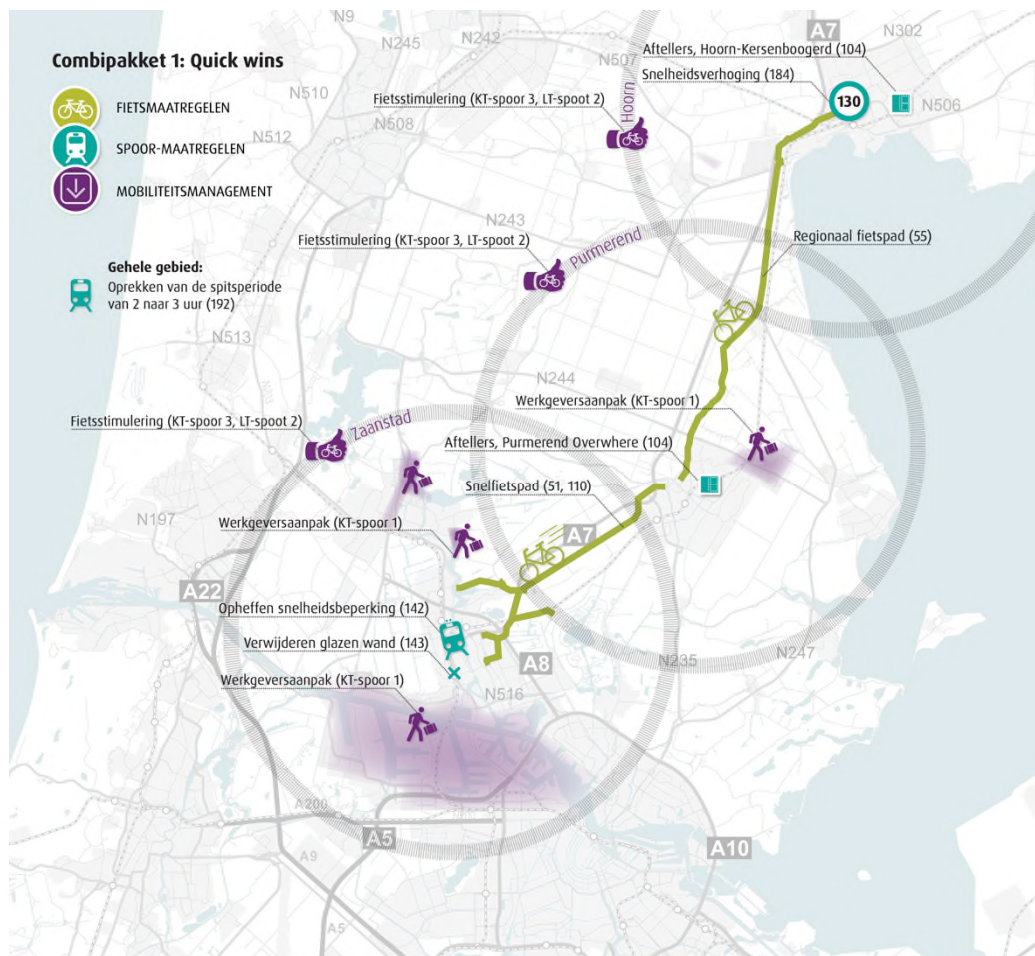 Combipakket 1: Quick wins
FIETSMAATREGELEN
SPOOR-MAATREGELEN
MOBILITEITSMANAGEMENT
Gehele gebied:
Oprekken van de spitsperiode
van 2 naar 3 uur (192)
N9
N245
N242
A7
N302
N507
Aftellers, Hoorn-Kersenboogerd (104)
Snelheidsverhoging (184)
130
N506
N510
Fietsstimulering (KT-spoor 3, LT-spoot 2)
Hoorn
N508
N512
N243
Fietsstimulering (KT-spoor 3, LT-spoot 2)
Purmerend
Regionaal fietspad (55)
N513
N244
Werkgeversaanpak (KT-spoor 1)
Fietsstimulering (KT-spoor 3, LT-spoot 2)
Zaanstad
Aftellers, Purmerend Overwhere (104)
Snelfietspad (51, 110)
N197
Werkgeversaanpak (KT-spoor 1)
A7
A22
Opheffen snelheidsbeperking (142)
Verwijderen glazen wand (143)
A8
N235
N247
Werkgeversaanpak (KT-spoor 1)
N516
A200
A5
A9
A10
A5